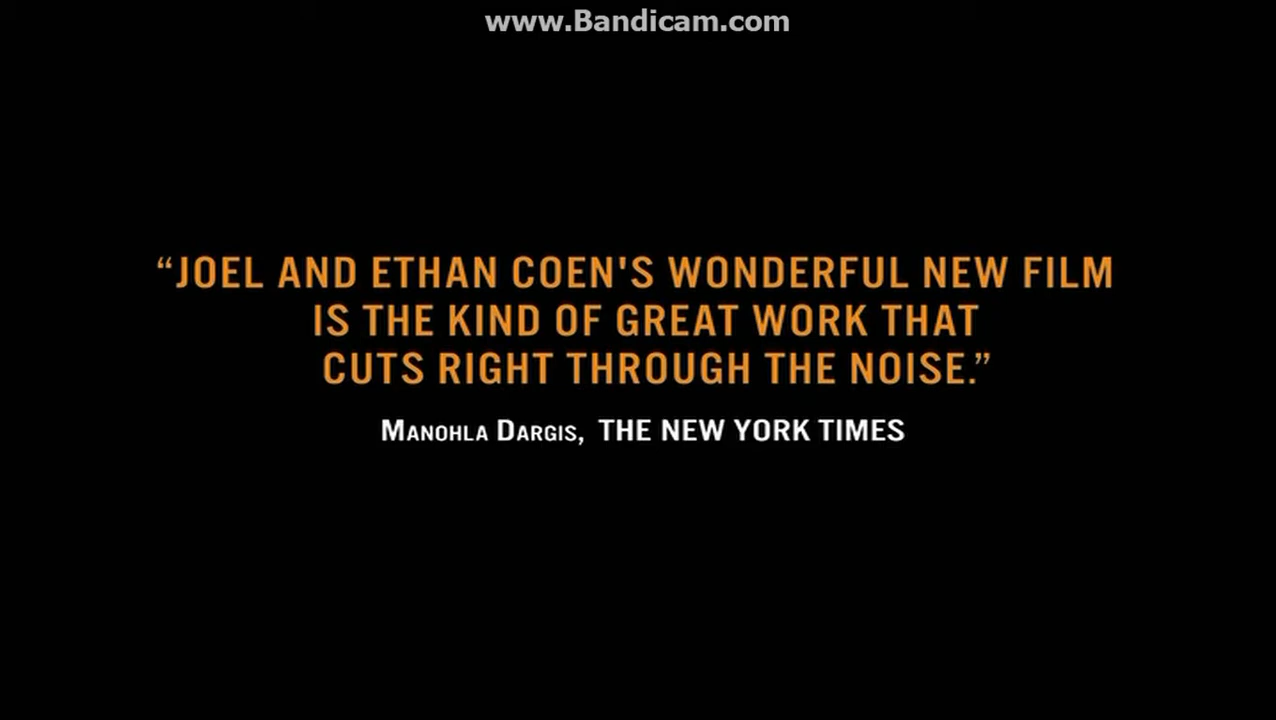 www.Bandicam.com
“JOEL AND ETHAN COEN'S WONDERFUL NEW FILM
IS THE KIND OF GREAT WORK THAT
CUTS RIGHT THROUGH THE NOISE.”
MANOHLA DARGIS, THE NEW YORK TIMES